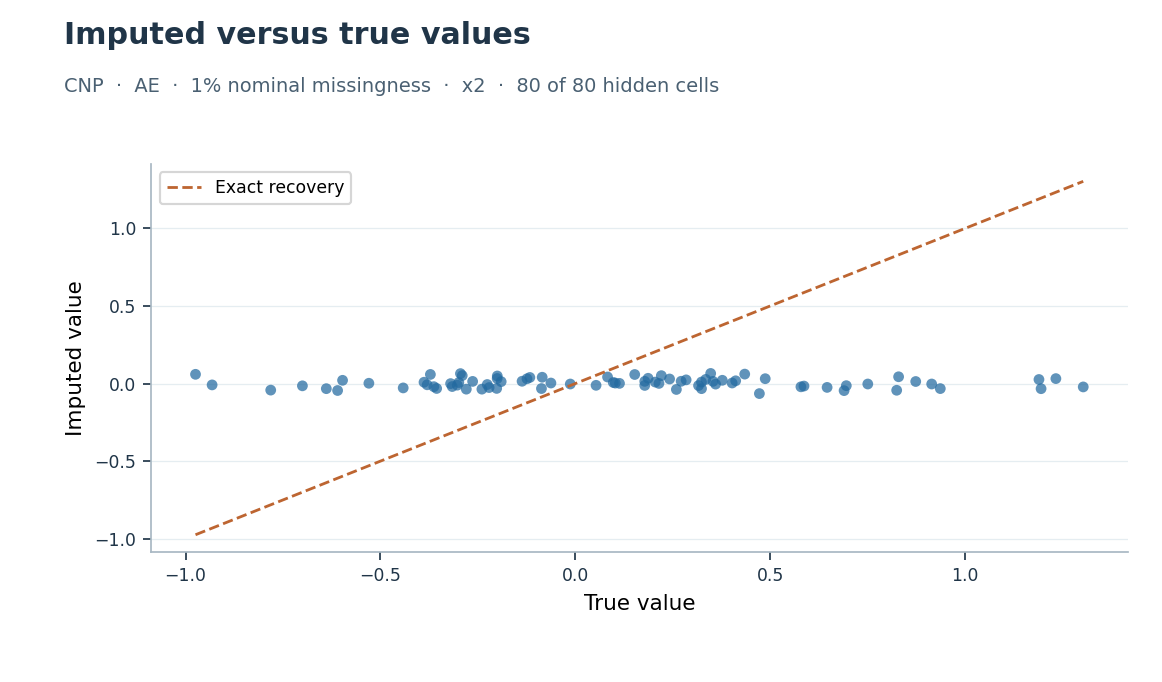 Imputed versus true values
CNP · AE · 1% nominal missingness · x2 · 80 of 80 hidden cells
Exact recovery
Imputed value
1.0
0.5
0.0
−0.5
−1.0
−1.0
−0.5
0.0
0.5
1.0
True value